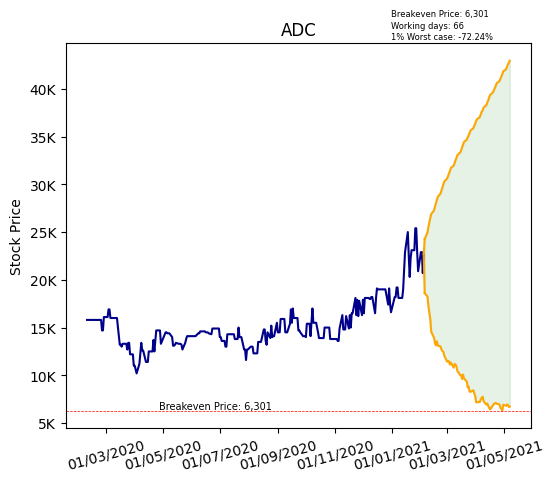 Breakeven Price: 6,301
Working days: 66
1% Worst case: -72.24%
ADC
Stock Price
40K
35K
30K
25K
20K
15K
10K
5K
Breakeven Price: 6,301
01/03/2020
01/05/2020
01/07/2020
01/09/2020
01/11/2020
01/01/2021
01/03/2021
01/05/2021